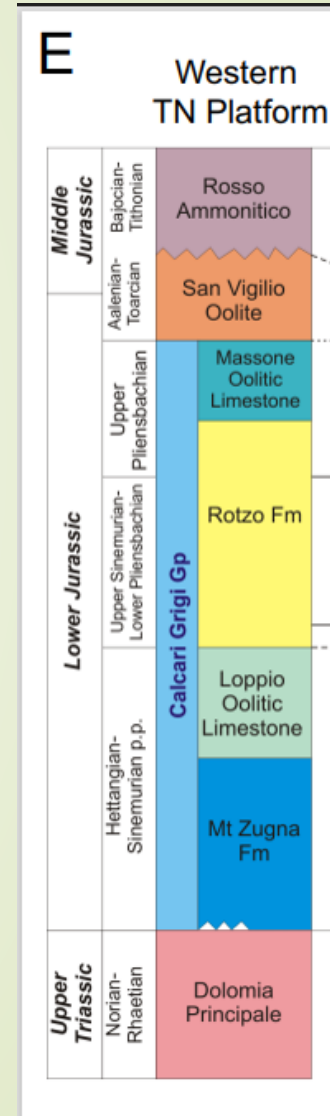 E
Western
TN Platform
Middle
Jurassic
Bajocian-
Tithonian
Rosso
Ammonitico
Aalenian-
Toarcian
San Vigilio
Oolite
Lower Jurassic
Upper
Pliensbachian
Calcari Grigi Gp
Massone
Oolitic
Limestone
Upper Sinemurian-
Lower Pliensbachian
Rotzo Fm
Hettangian-
Sinemurian p.p.
Loppio
Oolitic
Limestone
Mt Zugna
Fm
Upper
Triassic
Norian-
Rhaetian
Dolomia
Principale